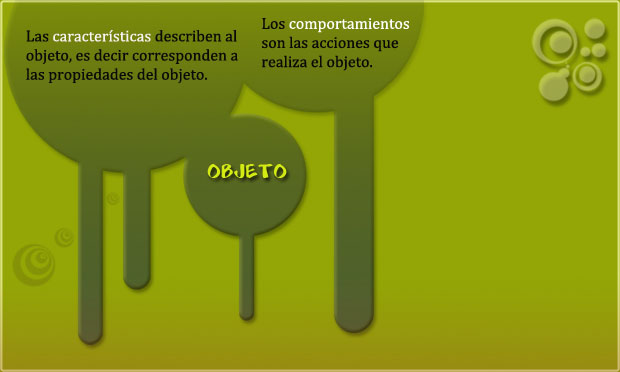 Las características describen al
objeto, es decir corresponden a
las propiedades del objeto.
Los comportamientos
son las acciones que
realiza el objeto.
OBJETO